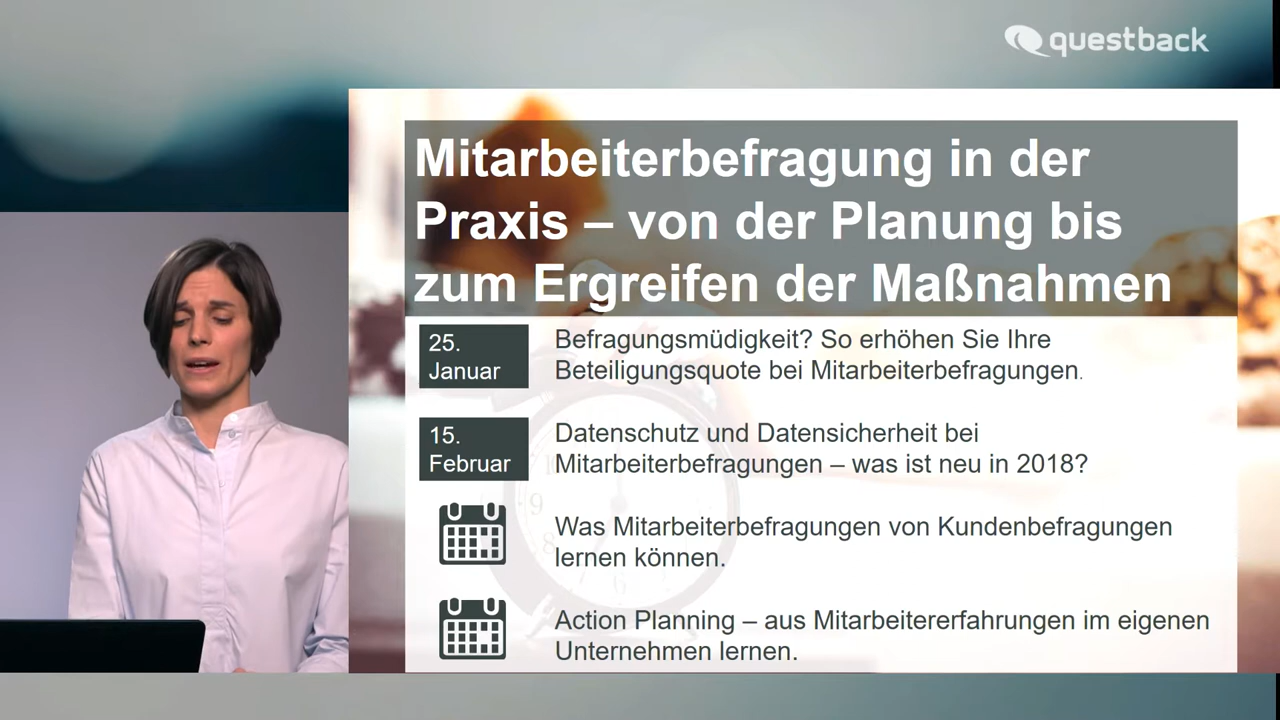 questback
Mitarbeiterbefragung in der
Praxis – von der Planung bis
zum Ergreifen der Maßnahmen
25.
Januar
Befragungsmüdigkeit? So erhöhen Sie Ihre
Beteiligungsquote bei Mitarbeiterbefragungen.
15.
Februar
Datenschutz und Datensicherheit bei
Mitarbeiterbefragungen – was ist neu in 2018?
Was Mitarbeiterbefragungen von Kundenbefragungen
lernen können.
Action Planning – aus Mitarbeitererfahrungen im eigenen
Unternehmen lernen.